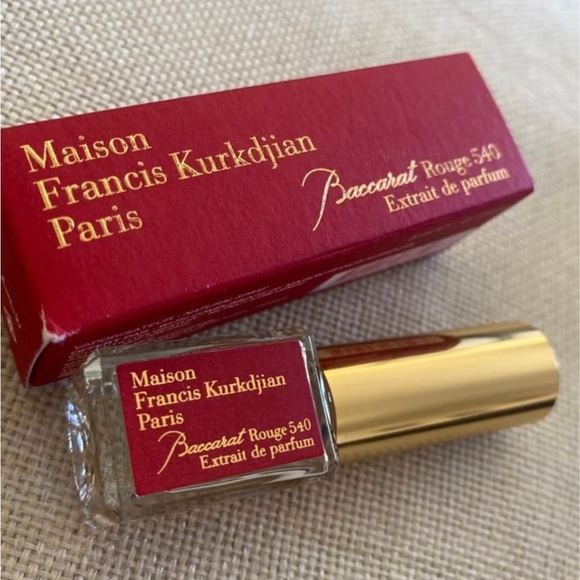 Maison
Francis Kurkdjian
Paris
Baccarat Rouge 540
Extrait de parfum
Maison
Francis Kurkdjian
Paris
Baccarat Rouge 540
Extrait de parfum